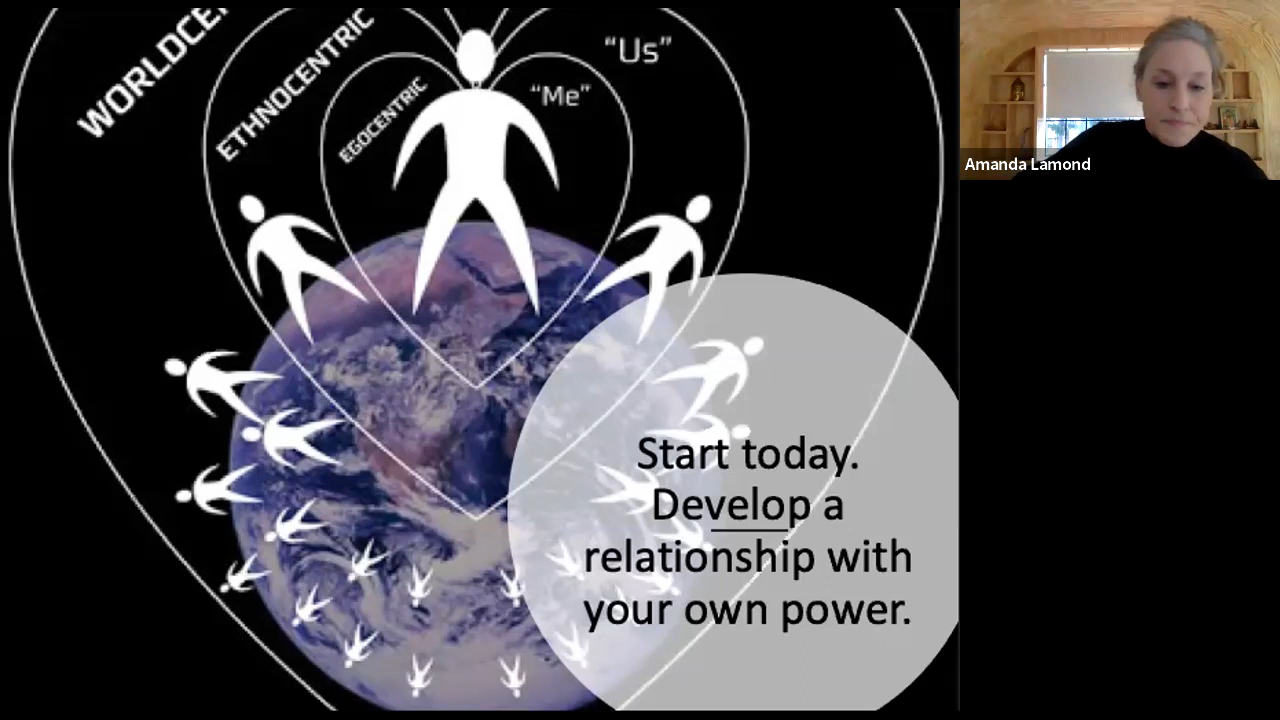 WORLDCE
ETHNOCENTRIC
EGOCENTRIC
"Me"
"Us"
Start today.
Develop a
relationship with
your own power.
Amanda Lamond